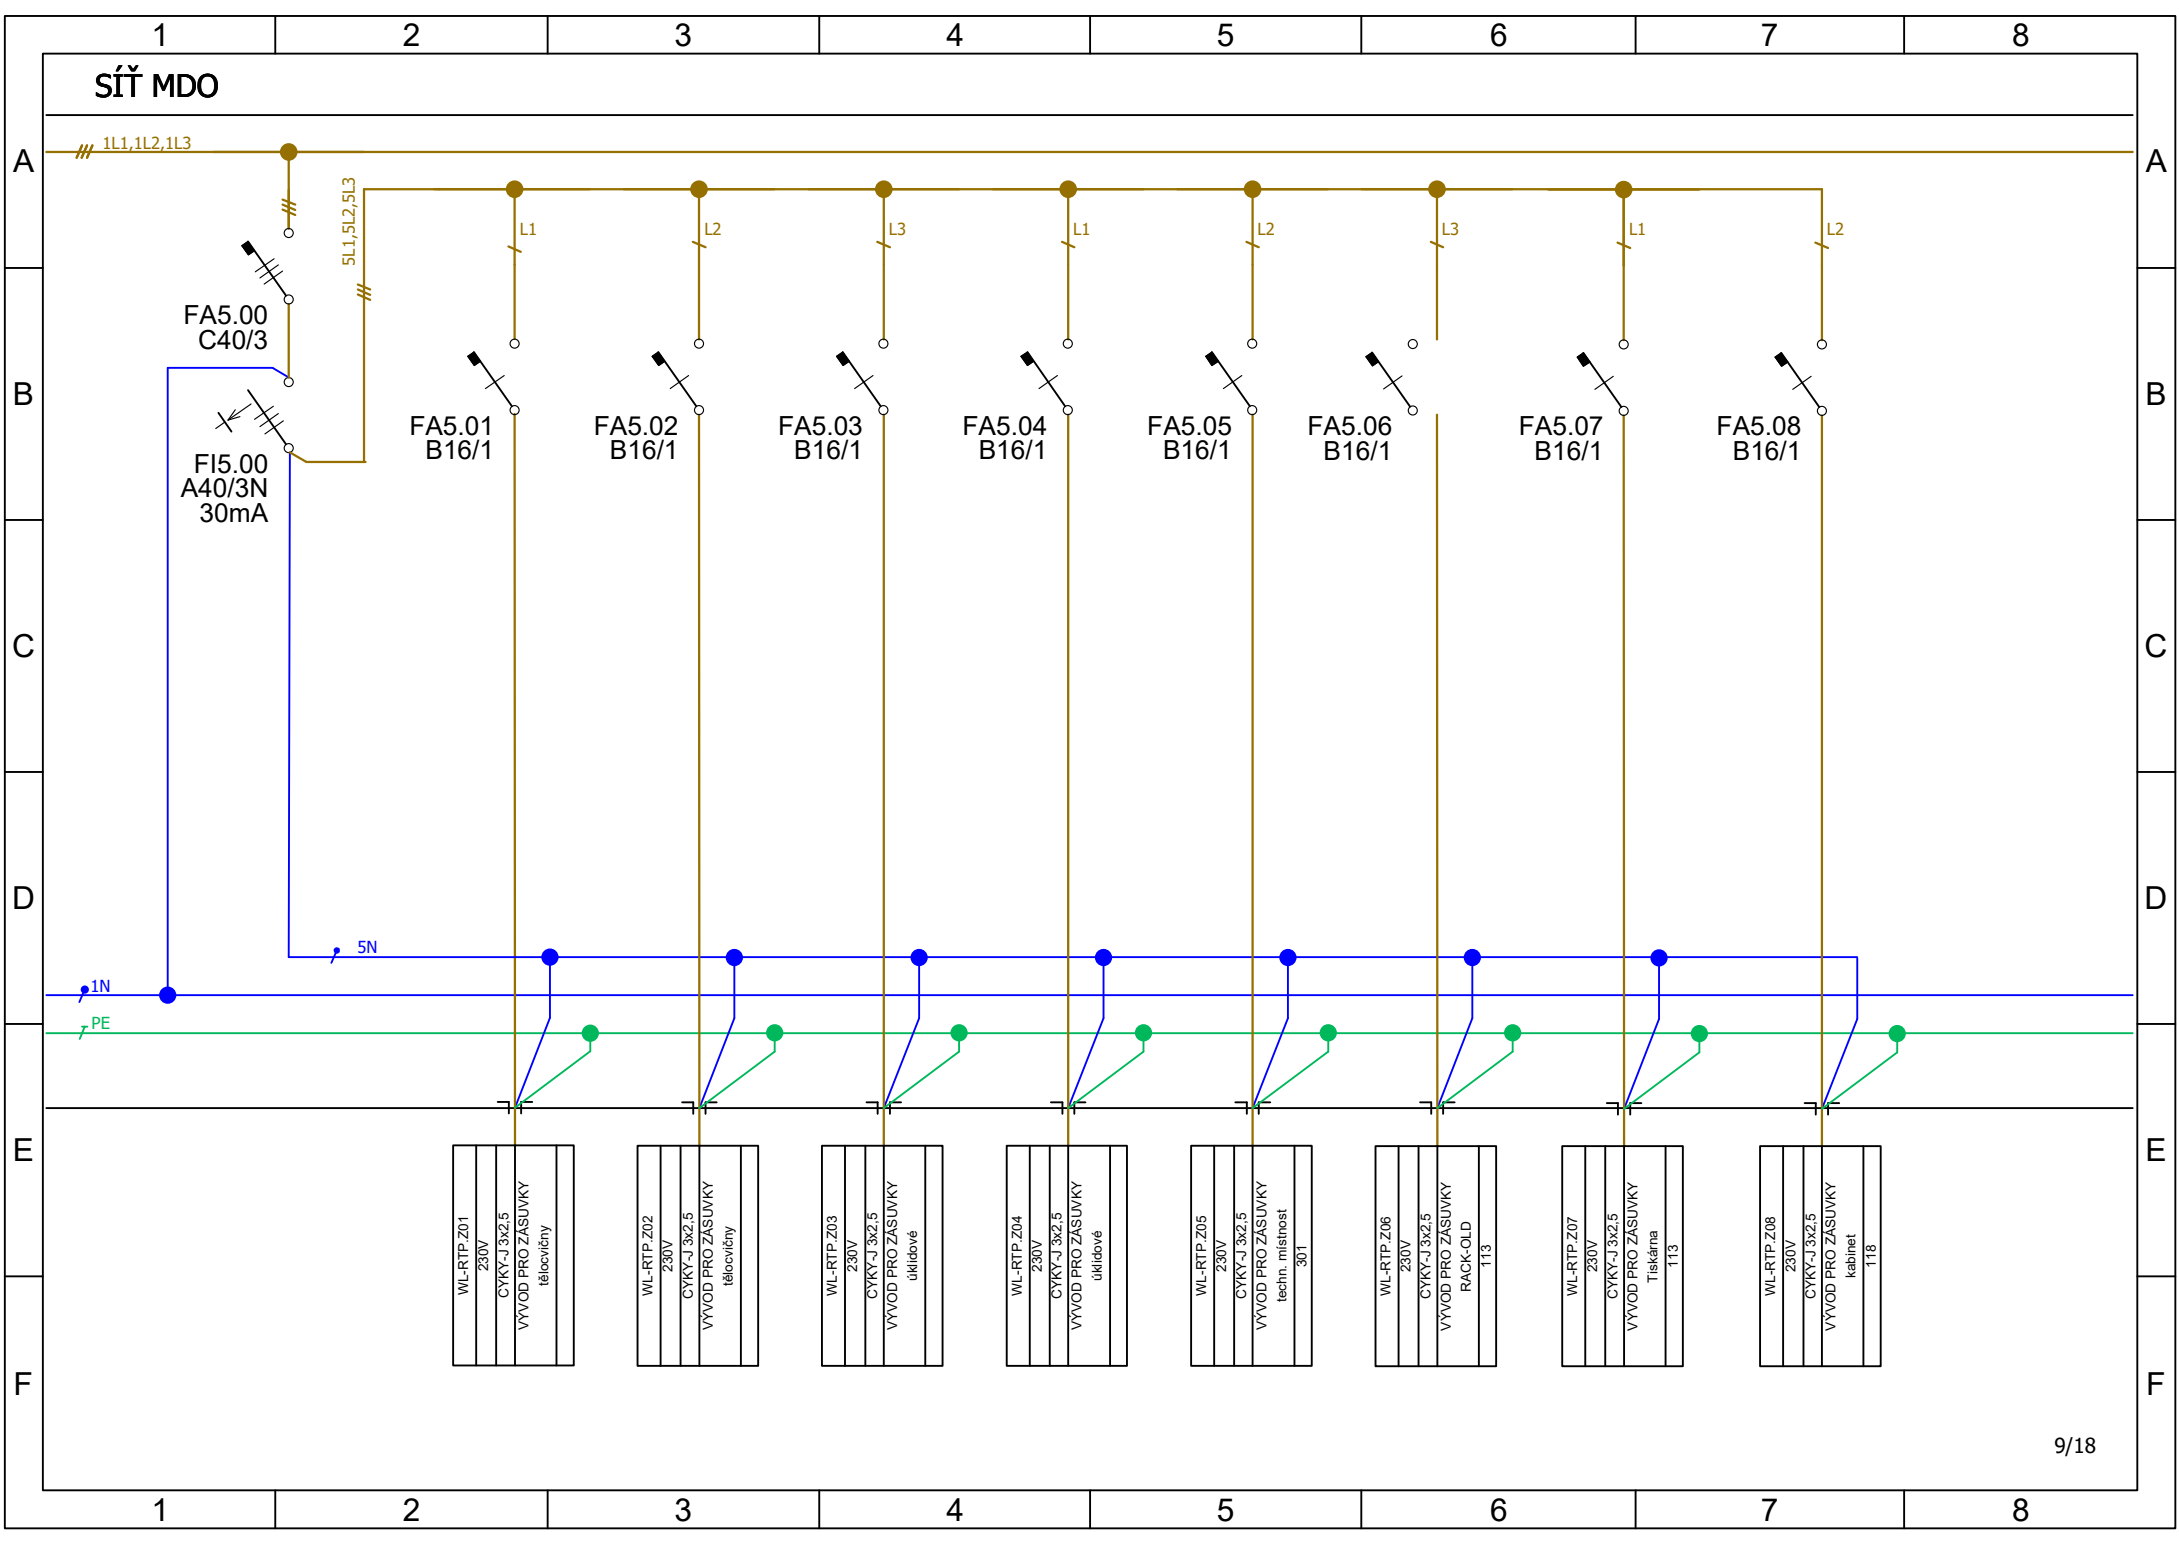 1 2 3 4 5 6 7 8
SÍŤ MDO
A A
1L1,1L2,1L3
5L1,5L2,5L3
L1 L2 L3 L1 L2 L3 L1 L2
B B
FA5.00
C40/3
FI5.00
A40/3N
30mA
FA5.01
B16/1
FA5.02
B16/1
FA5.03
B16/1
FA5.04
B16/1
FA5.05
B16/1
FA5.06
B16/1
FA5.07
B16/1
FA5.08
B16/1
C C
D D
5N
1N
PE
E E
WL-RTP.Z01
230V
CYKY-J 3x2,5
VÝVOD PRO ZÁSUVKY
tělocvičny
WL-RTP.Z02
230V
CYKY-J 3x2,5
VÝVOD PRO ZÁSUVKY
tělocvičny
WL-RTP.Z03
230V
CYKY-J 3x2,5
VÝVOD PRO ZÁSUVKY
úklidové
WL-RTP.Z04
230V
CYKY-J 3x2,5
VÝVOD PRO ZÁSUVKY
úklidové
WL-RTP.Z05
230V
CYKY-J 3x2,5
VÝVOD PRO ZÁSUVKY
techn. místnost
301
WL-RTP.Z06
230V
CYKY-J 3x2,5
VÝVOD PRO ZÁSUVKY
RACK-OLD
113
WL-RTP.Z07
230V
CYKY-J 3x2,5
VÝVOD PRO ZÁSUVKY
Tiskárna
113
WL-RTP.Z08
230V
CYKY-J 3x2,5
VÝVOD PRO ZÁSUVKY
kabinet
118
F F
9/18
1 2 3 4 5 6 7 8